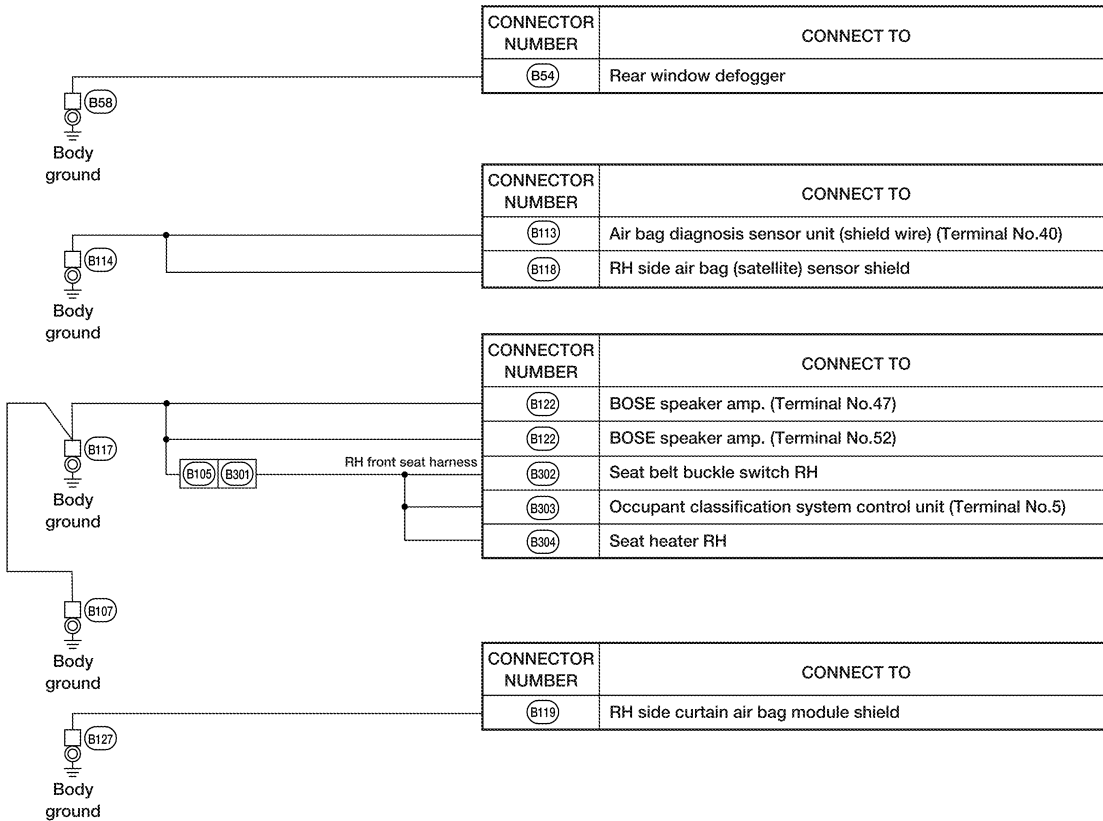 CONNECTOR NUMBER CONNECT TO
B54 Rear window defogger
B58
Body
ground
CONNECTOR NUMBER CONNECT TO
B113 Air bag diagnosis sensor unit (shield wire) (Terminal No.40)
B114
B118 RH side air bag (satellite) sensor shield
Body
ground
CONNECTOR NUMBER CONNECT TO
B122 BOSE speaker amp. (Terminal No.47)
B122 BOSE speaker amp. (Terminal No.52)
B117
RH front seat harness
B105 B301
B302 Seat belt buckle switch RH
Body
ground
B303 Occupant classification system control unit (Terminal No.5)
B304 Seat heater RH
B107
Body
ground
CONNECTOR NUMBER CONNECT TO
B119 RH side curtain air bag module shield
B127
Body
ground